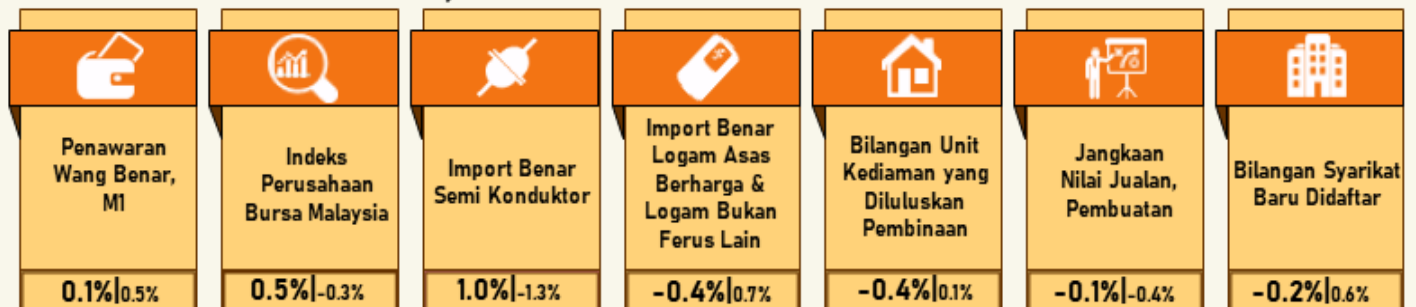 Penawaran
Wang Benar,
M1
0.1%|0.5%
Indeks
Perusahaan
Bursa Malaysia
0.5%|-0.3%
Import Benar
Semi Konduktor
1.0%|-1.3%
Import Benar
Logam Asas
Berharga &
Logam Bukan
Ferus Lain
-0.4%|0.7%
Bilangan Unit
Kediaman yang
Diluluskan
Pembinaan
-0.4%|0.1%
Jangkaan
Nilai Jualan,
Pembuatan
-0.1%|-0.4%
Bilangan Syarikat
Baru Didaftar
-0.2%|0.6%